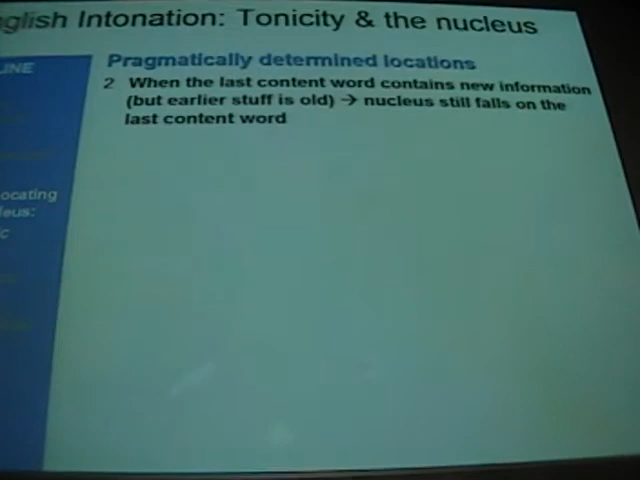 glish Intonation: Tonicity & the nucleus
INE
Pragmatically determined locations
2 When the last content word contains new information
(but earlier stuff is old) → nucleus still falls on the
last content word
ocating
leus:
c